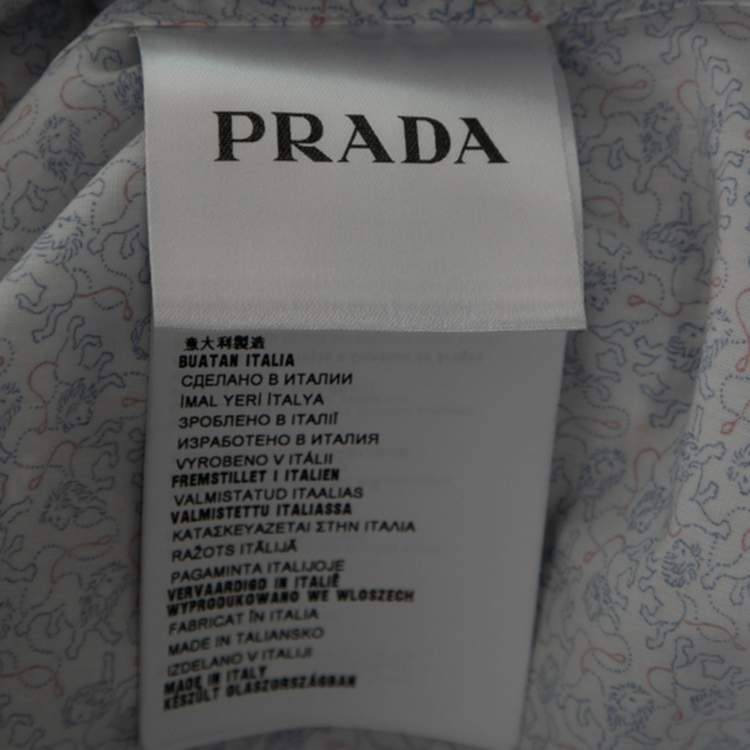 PRADA
意大利製造
BUATAN ITALIA
СДЕЛАНО В ИТАЛИИ
İMAL YERİ İTALYA
ЗРОБЛЕНО В ІТАЛІЇ
ИЗРАБОТЕНО В ИТАЛИЯ
VYROBENO V ITÁLII
FREMSTILLET I ITALIEN
VALMISTATUD ITAALIAS
VALMISTETTU ITALIASSA
ΚΑΤΑΣΚΕΥΑΖΕΤΑΙ ΣΤΗΝ ΙΤΑΛΙΑ
RAŽOTS ITĀLIJĀ
PAGAMINTA ITALIJOJE
VERVAARDIGD IN ITALIË
WYPRODUKOWANO WE WLOSZECH
FABRICAT ÎN ITALIA
MADE IN TALIANSKO
IZDELANO V ITALIJI
MADE IN ITALY
KÉSZÜLT OLASZORSZÁGBAN